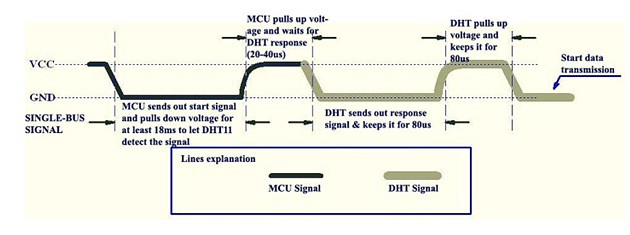 MCU pulls up volt-
age and waits for
DHT response
(20-40us)
DHT pulls up
voltage and
keeps it for
80us
Start data
transmission
VCC
GND
SINGLE-BUS
SIGNAL
MCU sends out start signal
and pulls down voltage for
at least 18ms to let DHT11
detect the signal
DHT sends out response
signal & keeps it for 80us
Lines explanation
MCU Signal
DHT Signal